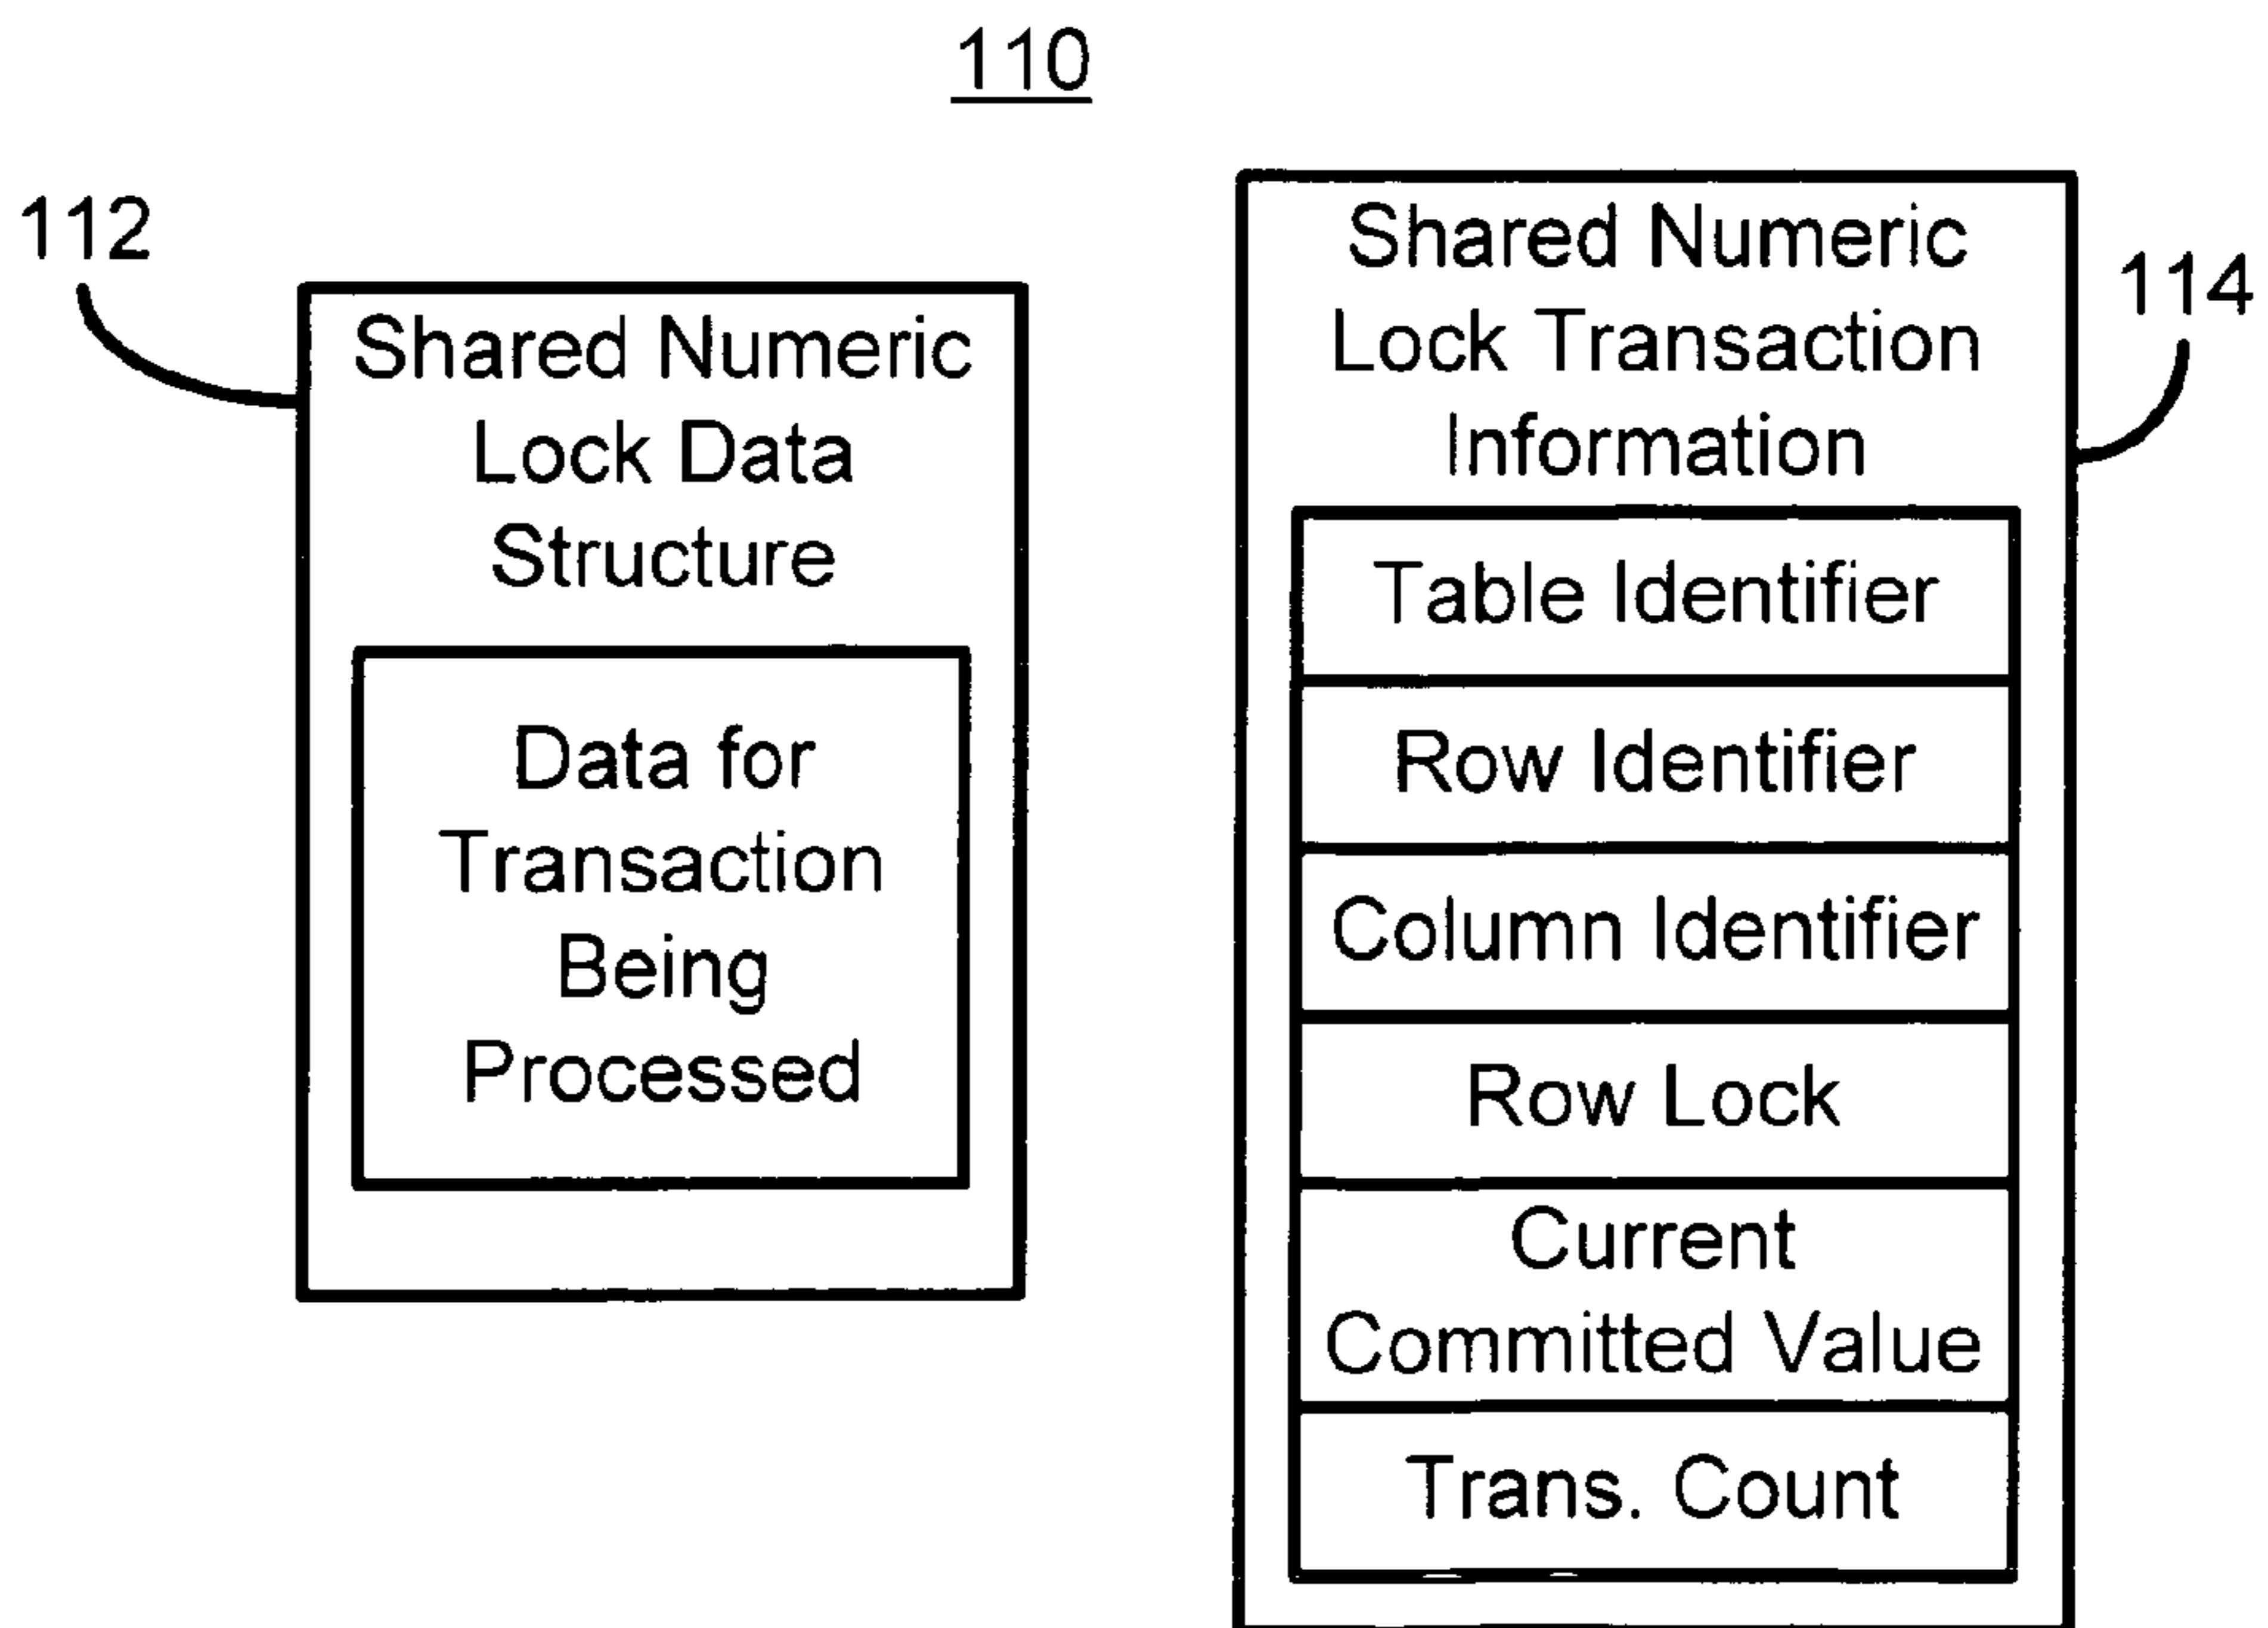 110
112
Shared Numeric
Lock Data
Structure
Data for
Transaction
Being
Processed
Shared Numeric
Lock Transaction
Information
114
Table Identifier
Row Identifier
Column Identifier
Row Lock
Current
Committed Value
Trans. Count